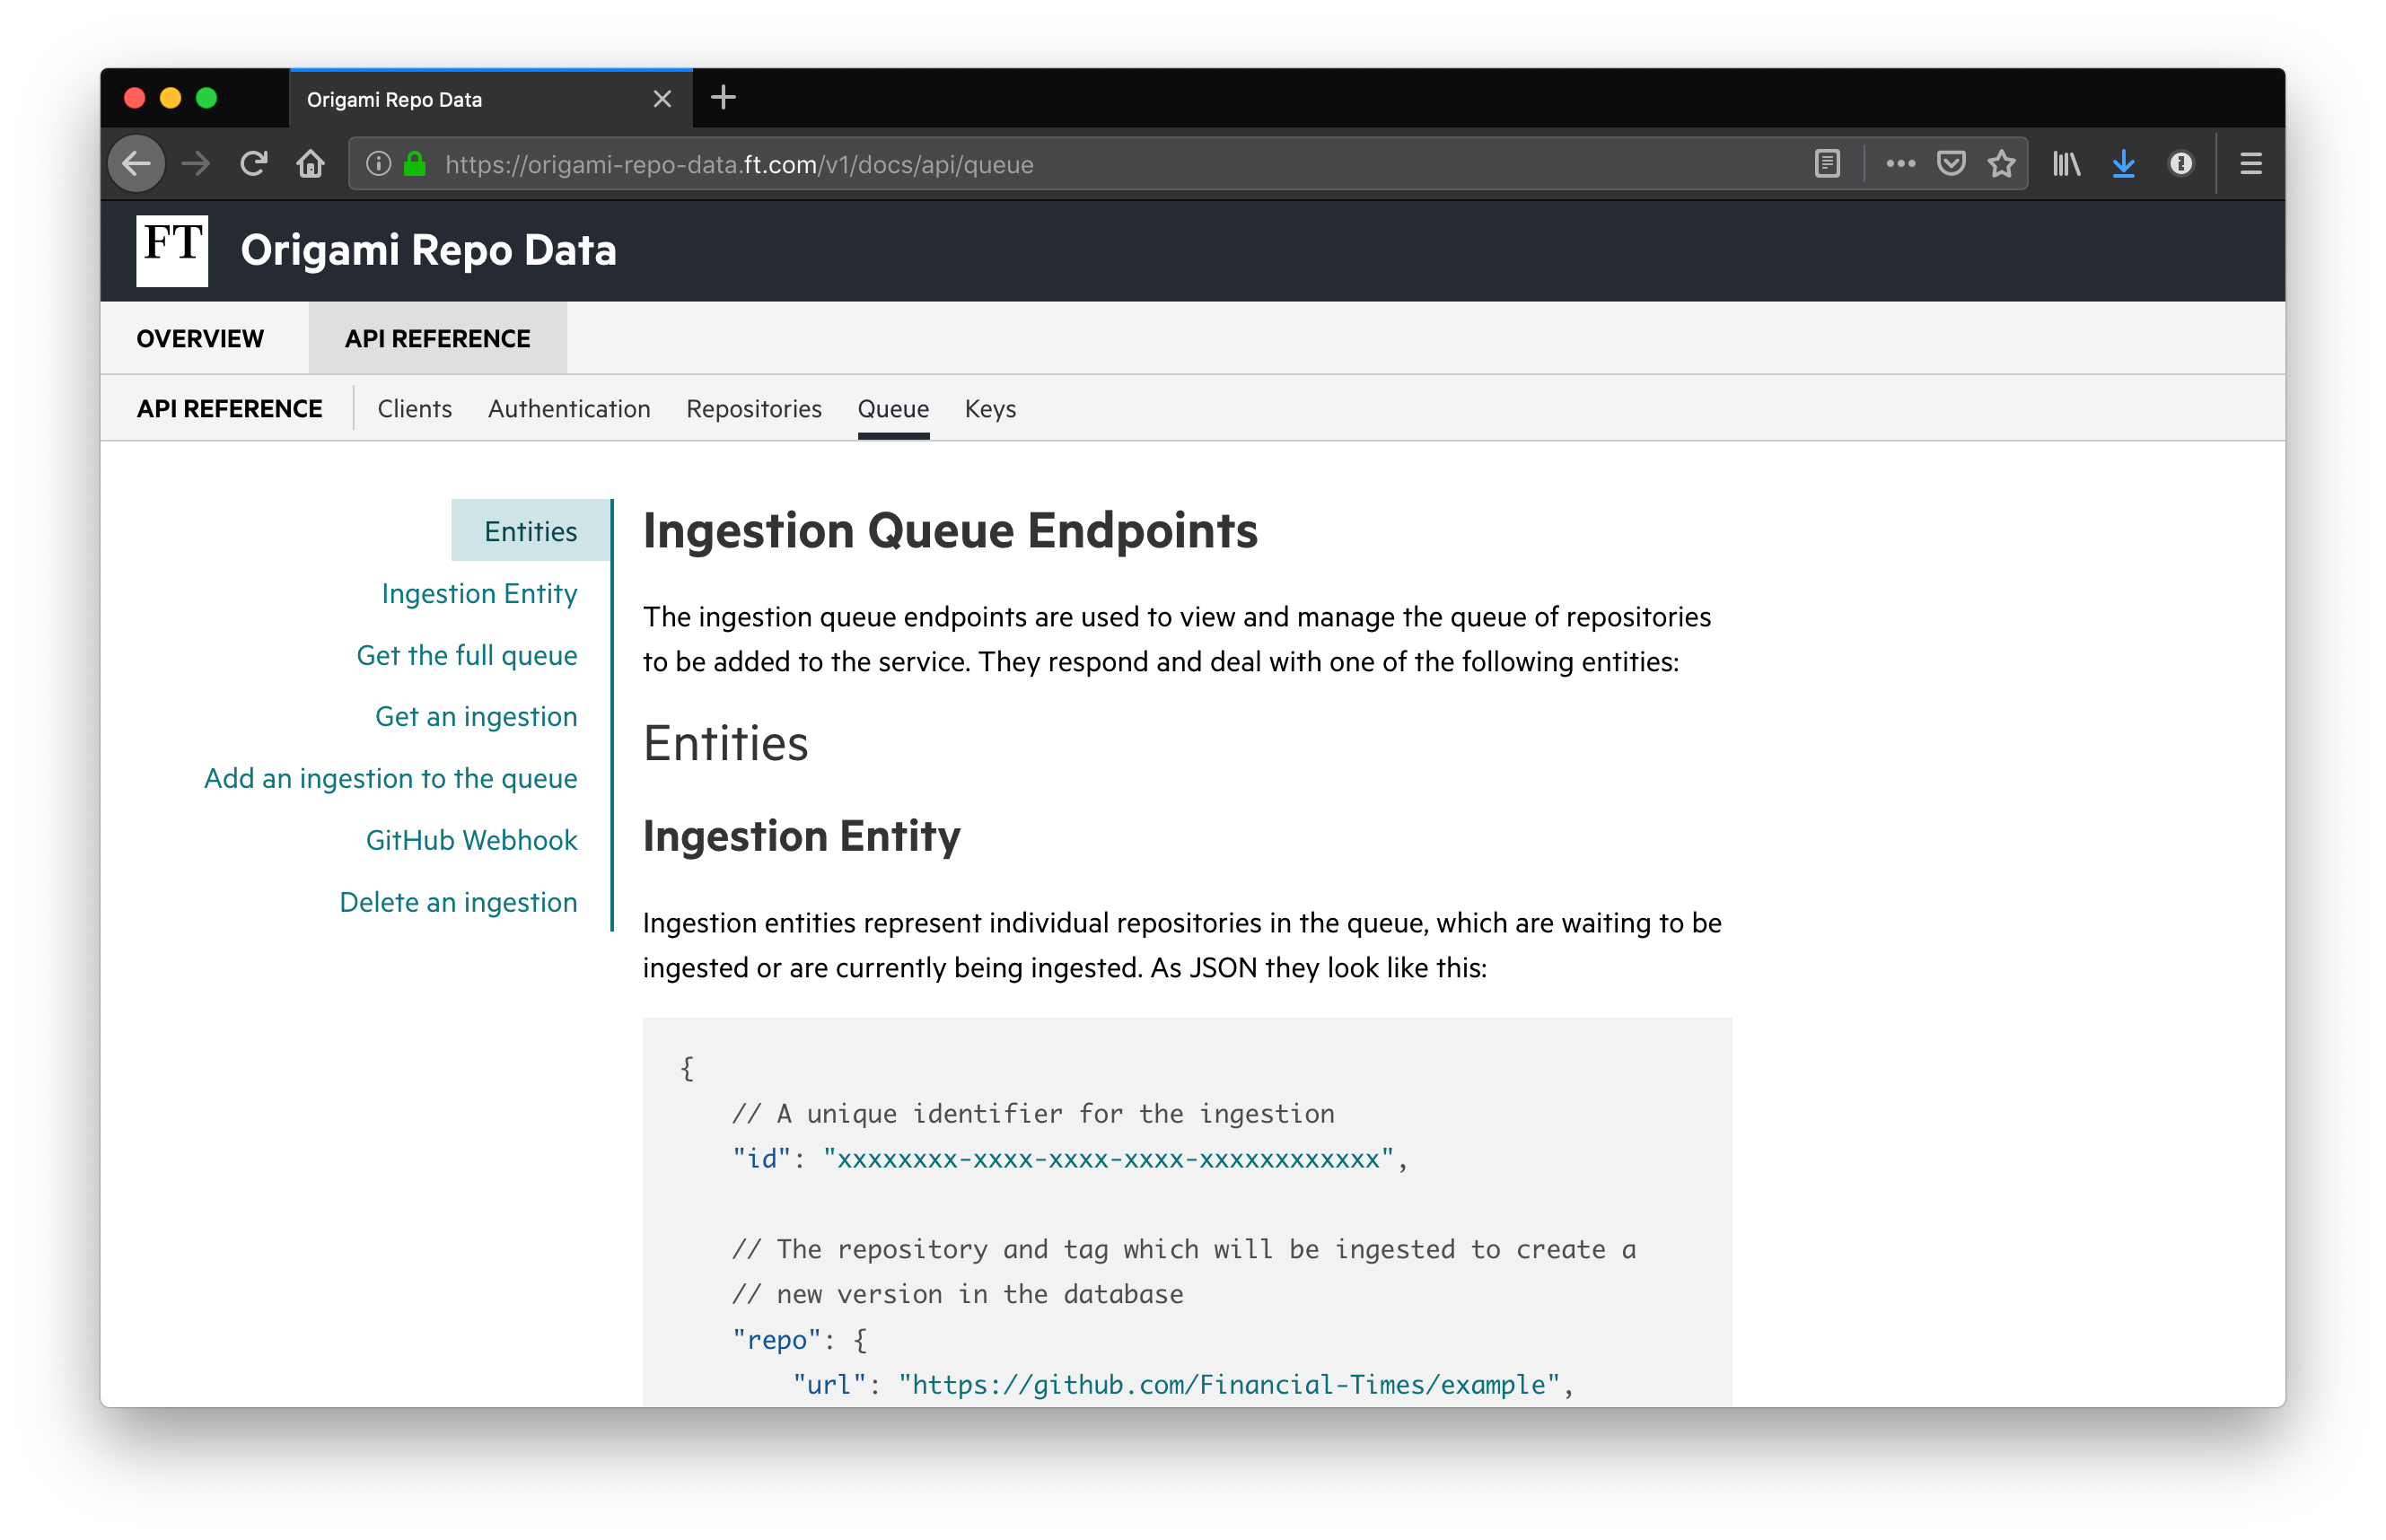 Origami Repo Data
https://origami-repo-data.ft.com/v1/docs/api/queue
FT
Origami Repo Data
OVERVIEW
API REFERENCE
API REFERENCE
Clients
Authentication
Repositories
Queue
Keys
Entities
Ingestion Entity
Get the full queue
Get an ingestion
Add an ingestion to the queue
GitHub Webhook
Delete an ingestion
Ingestion Queue Endpoints
The ingestion queue endpoints are used to view and manage the queue of repositories
to be added to the service. They respond and deal with one of the following entities:
Entities
Ingestion Entity
Ingestion entities represent individual repositories in the queue, which are waiting to be
ingested or are currently being ingested. As JSON they look like this:
{
// A unique identifier for the ingestion
"id": "xxxxxxxx-xxxx-xxxx-xxxx-xxxxxxxxxxxx",
// The repository and tag which will be ingested to create a
// new version in the database
"repo": {
"url": "https://github.com/Financial-Times/example",